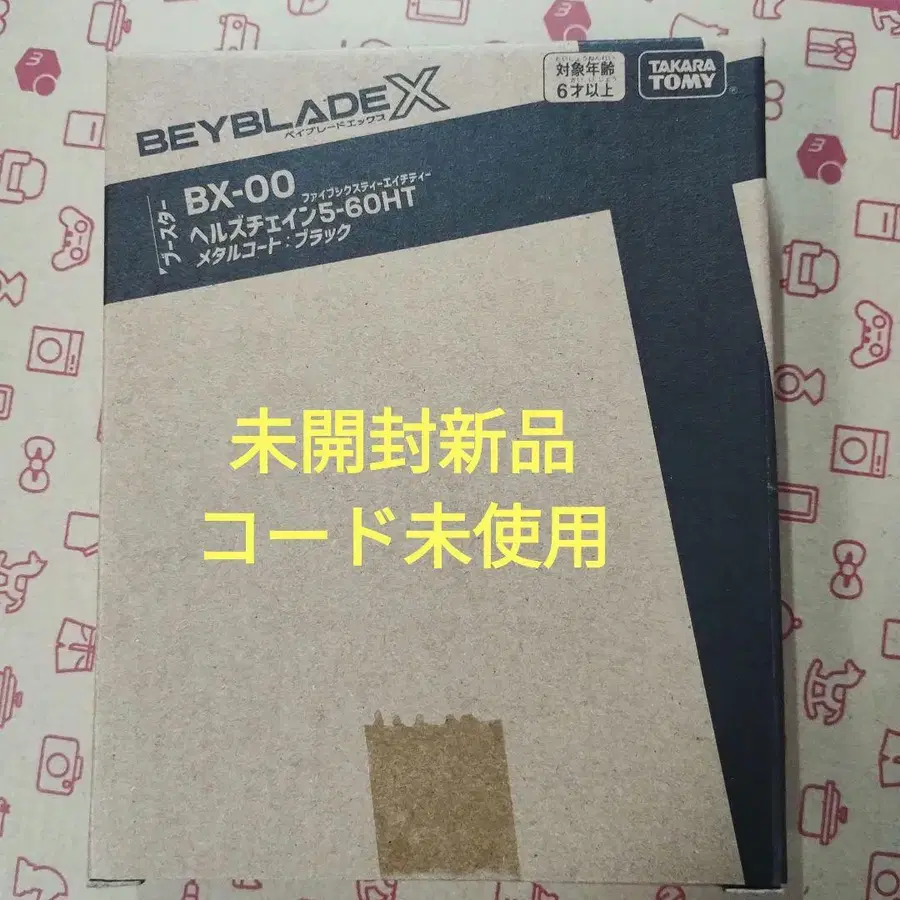 BEYBLADE X
ベイブレードエックス
対象年齢
6才以上
TAKARA
TOMY
ブースター
BX-00
ファイブシックスティーエイチティー
ヘルズチェイン5-60HT
メタルコート:ブラック
未開封新品
コード未使用